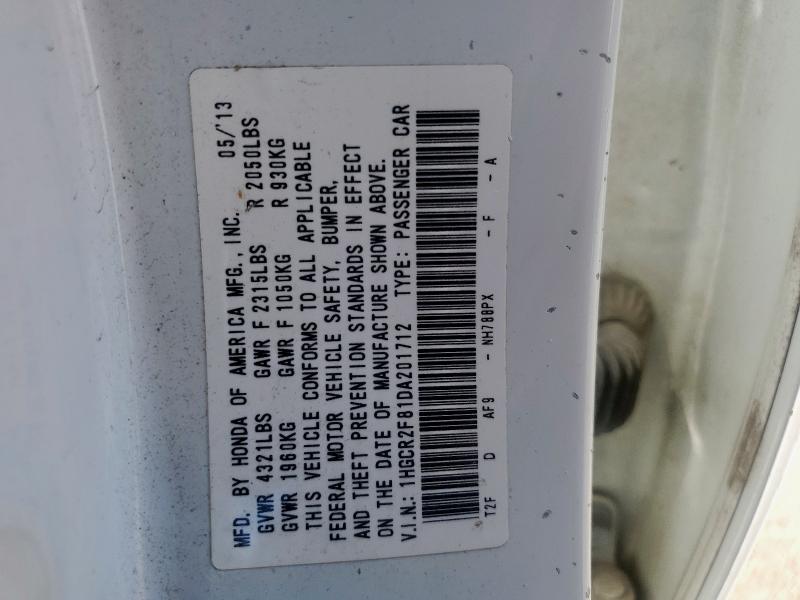 MFD. BY HONDA OF AMERICA MFG., INC. 05/'13
GVWR 4321LBS GAWR F 2315LBS R 2050LBS
GVWR 1960KG GAWR F 1050KG R 930KG
THIS VEHICLE CONFORMS TO ALL APPLICABLE
FEDERAL MOTOR VEHICLE SAFETY, BUMPER,
AND THEFT PREVENTION STANDARDS IN EFFECT
ON THE DATE OF MANUFACTURE SHOWN ABOVE.
V.I.N.: 1HGCR2F81DA201712 TYPE: PASSENGER CAR
T2F D AF9 - NH788PX - F - A